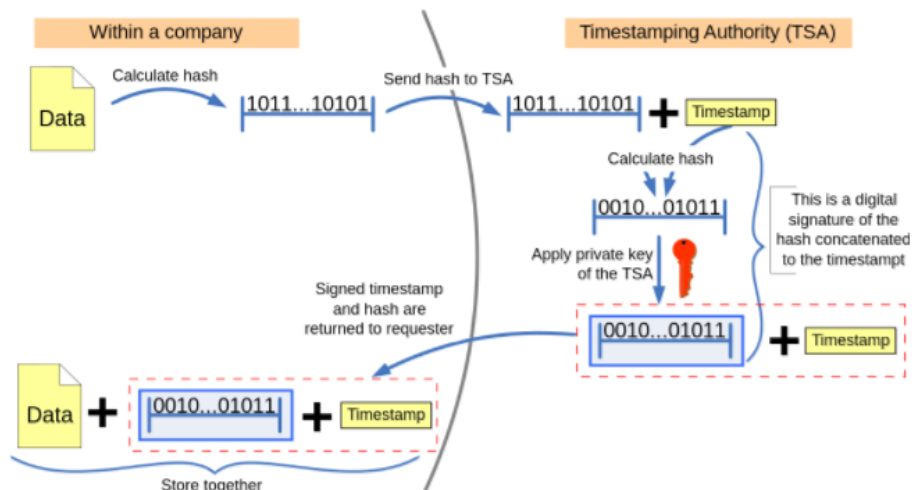 Within a company
Timestamping Authority (TSA)
Data
Calculate hash
1011...10101
Send hash to TSA
1011...10101
+
Timestamp
Calculate hash
0010...01011
This is a digital
signature of the
hash concatenated
to the timestampt
Apply private key
of the TSA
0010...01011
+
Timestamp
Signed timestamp
and hash are
returned to requester
Data
+
0010...01011
+
Timestamp
Store together